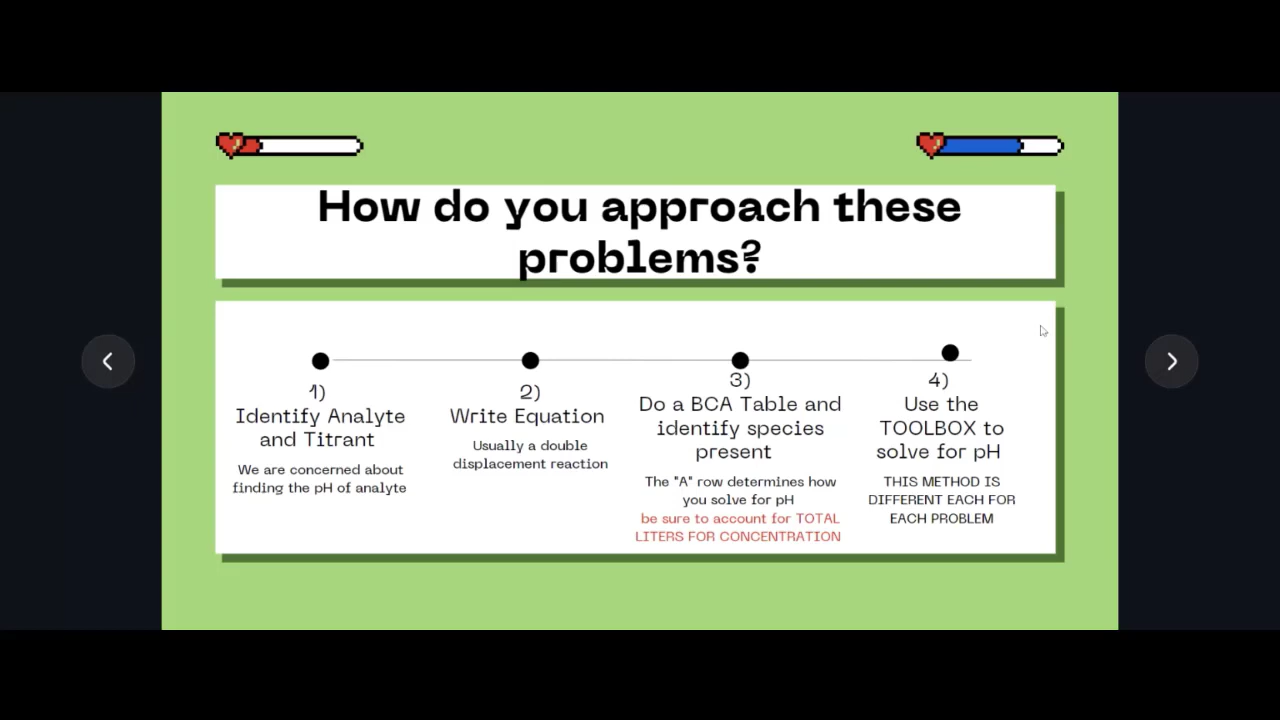 How do you approach these
problems?
1)
Identify Analyte
and Titrant
We are concerned about
finding the pH of analyte
2)
Write Equation
Usually a double
displacement reaction
3)
Do a BCA Table and
identify species
present
The "A" row determines how
you solve for pH
be sure to account for TOTAL
LITERS FOR CONCENTRATION
4)
Use the
TOOLBOX to
solve for pH
THIS METHOD IS
DIFFERENT EACH FOR
EACH PROBLEM